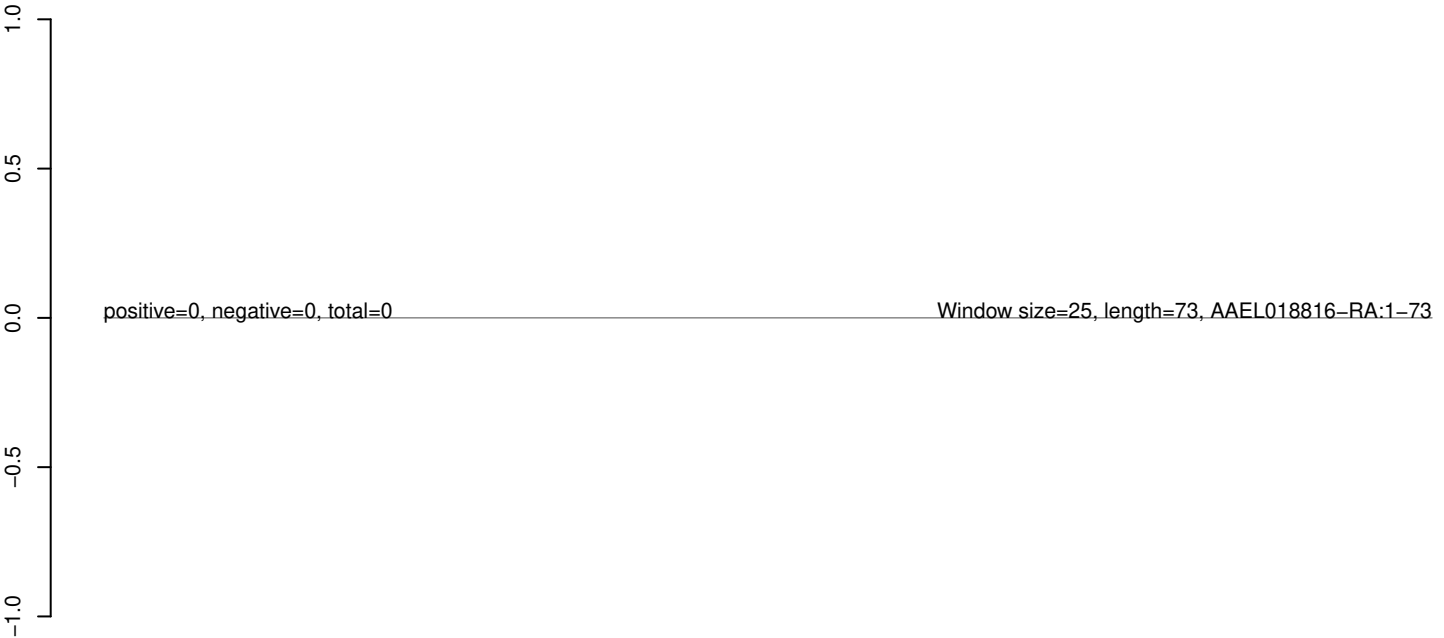 1.0
0.5
0.0
−0.5
−1.0
positive=0, negative=0, total=0
Window size=25, length=73, AAEL018816−RA:1−73